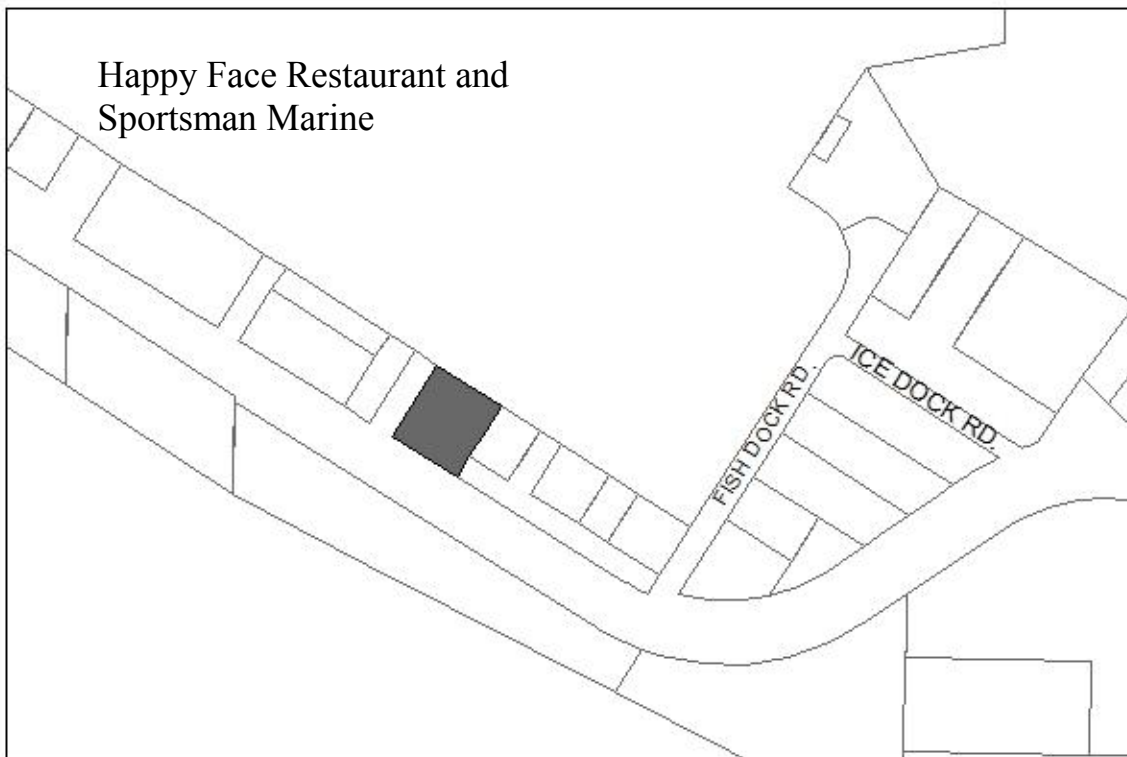 Happy Face Restaurant and
Sportsman Marine
ICE DOCK RD.
FISH DOCK RD.